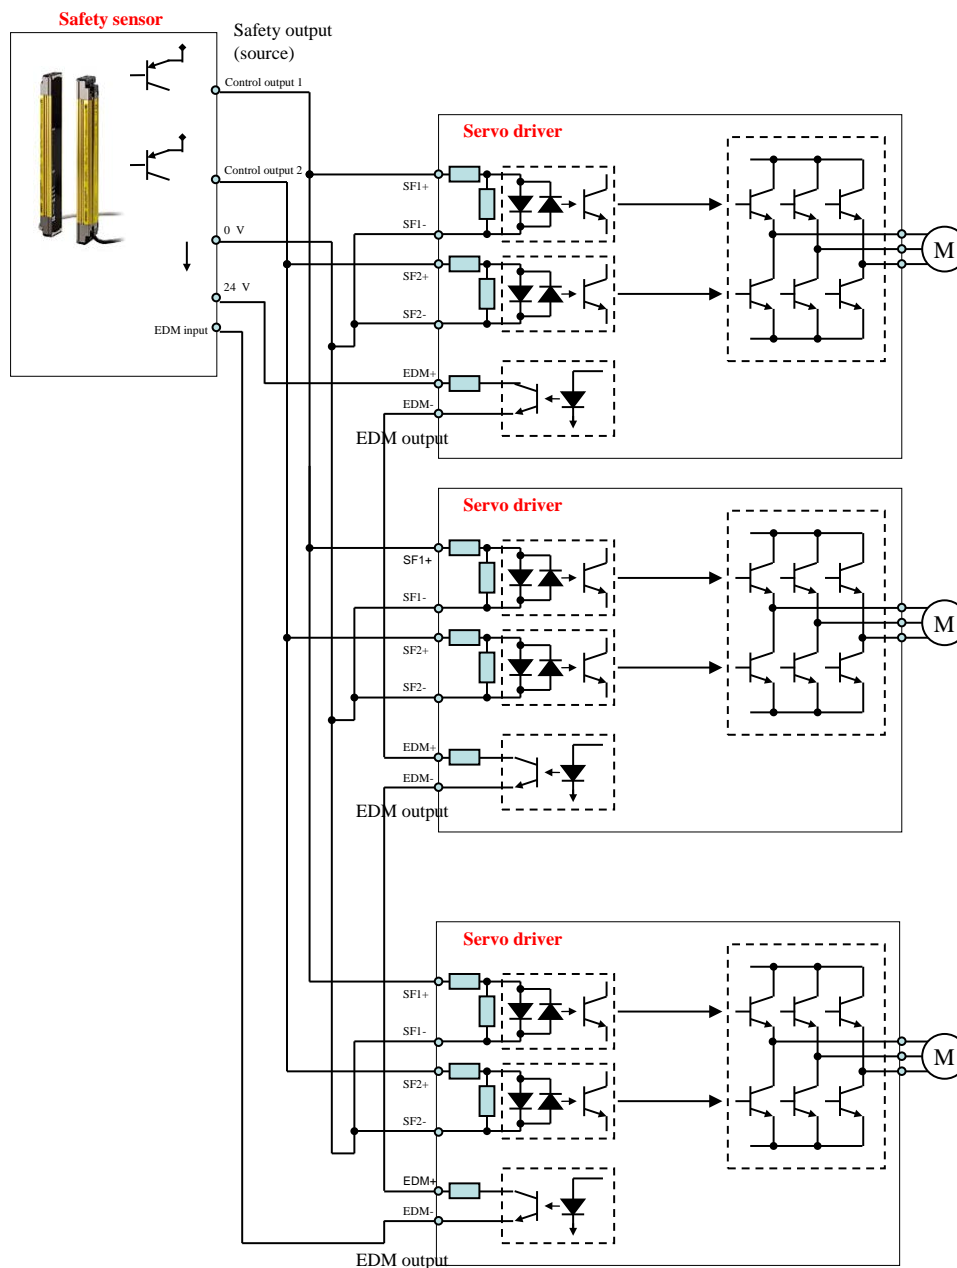 Safety sensor
Safety output
(source)
Control output 1
Control output 2
0 V
24 V
EDM input
Servo driver
SF1+
SF1-
SF2+
SF2-
EDM+
EDM-
EDM output
M
Servo driver
SF1+
SF1-
SF2+
SF2-
EDM+
EDM-
EDM output
M
Servo driver
SF1+
SF1-
SF2+
SF2-
EDM+
EDM-
EDM output
M